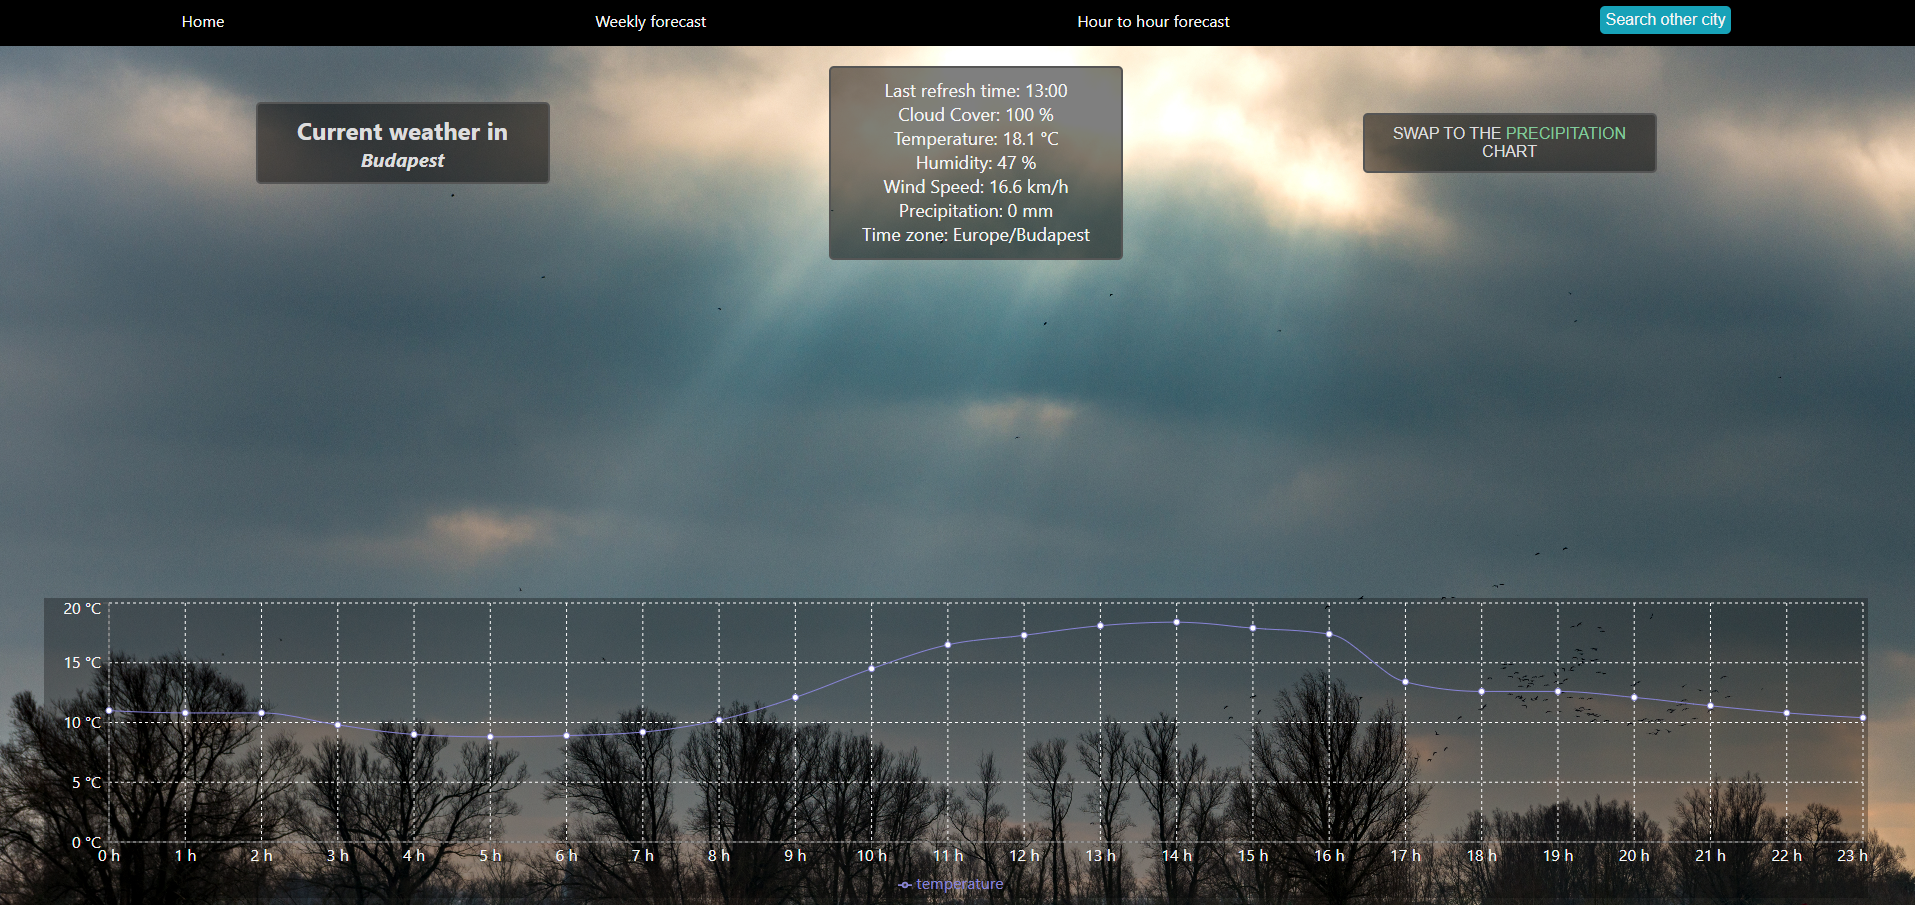 Home
Weekly forecast
Hour to hour forecast
Search other city
Current weather in
Budapest
Last refresh time: 13:00
Cloud Cover: 100 %
Temperature: 18.1 °C
Humidity: 47 %
Wind Speed: 16.6 km/h
Precipitation: 0 mm
Time zone: Europe/Budapest
SWAP TO THE PRECIPITATION
CHART
20 °C
15 °C
10 °C
5 °C
0 °C
0 h 1 h 2 h 3 h 4 h 5 h 6 h 7 h 8 h 9 h 10 h 11 h 12 h 13 h 14 h 15 h 16 h 17 h 18 h 19 h 20 h 21 h 22 h 23 h
temperature